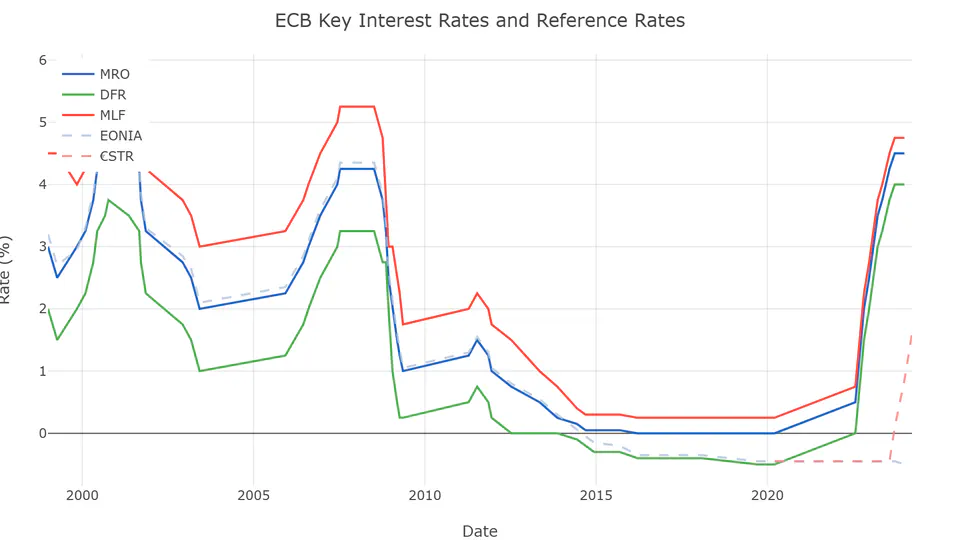 ECB Key Interest Rates and Reference Rates
6
5
4
3
2
1
0
Rate (%)
MRO
DFR
MLF
EONIA
€STR
2000
2005
2010
2015
2020
Date